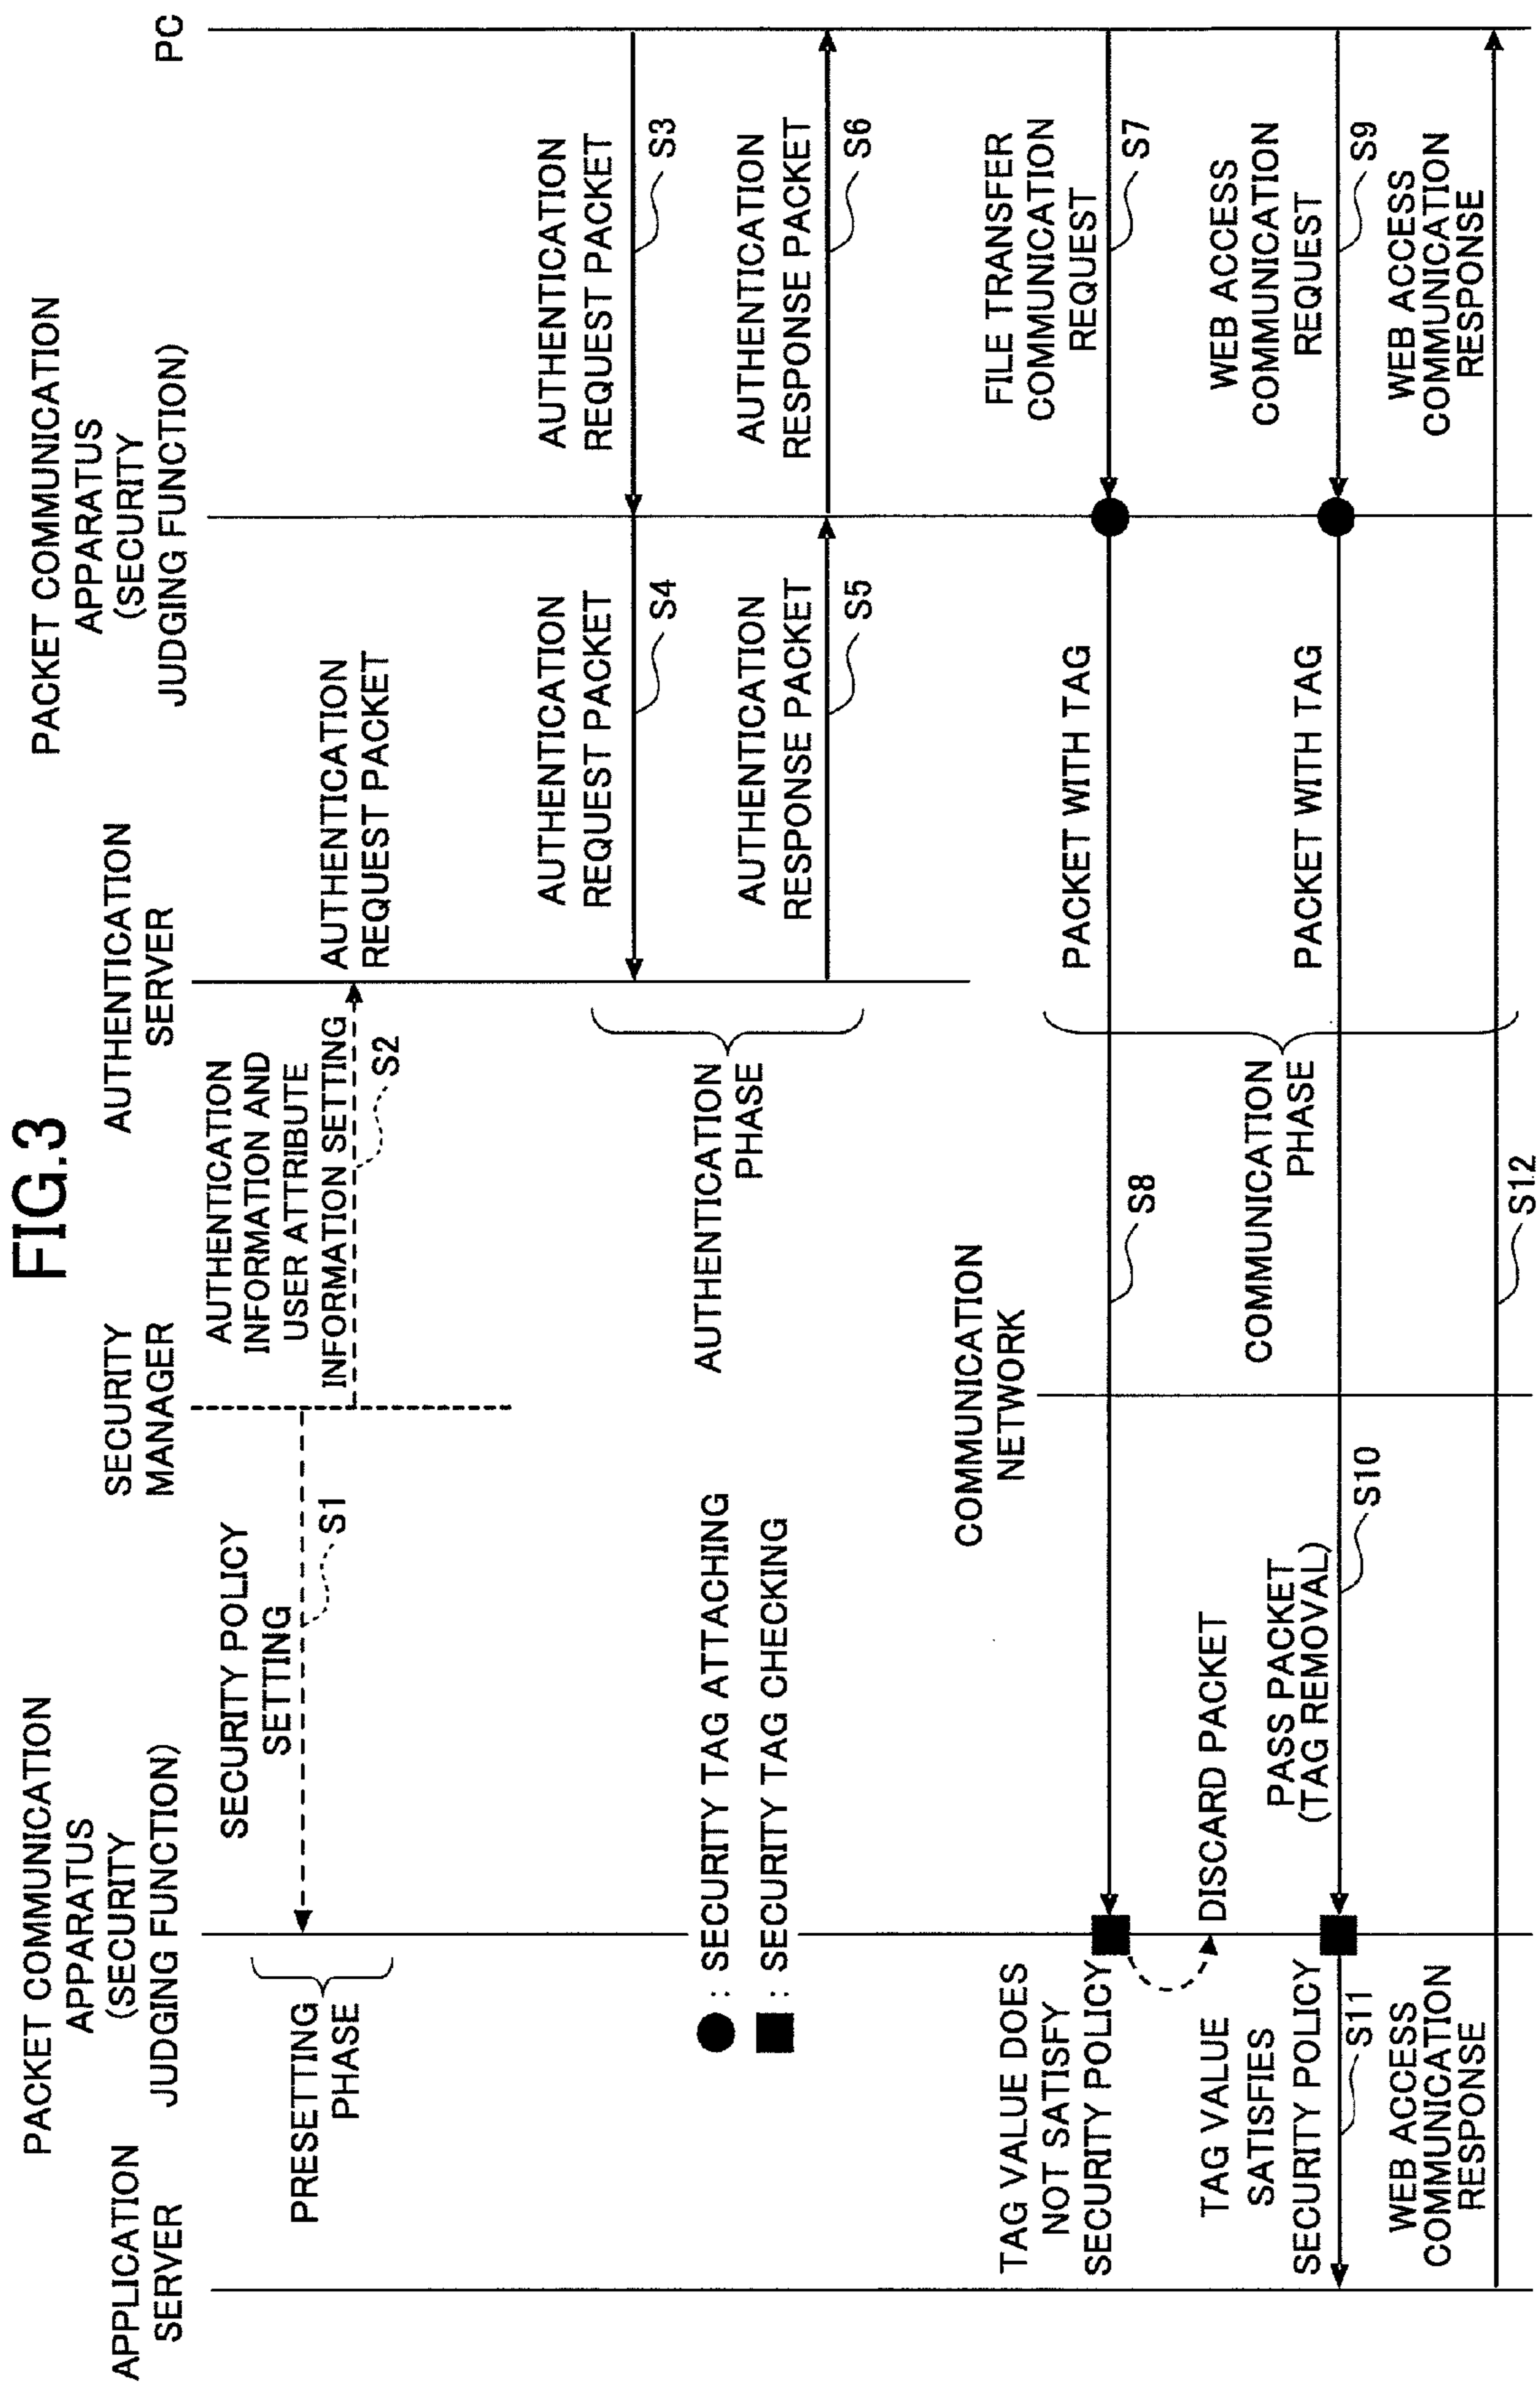 FIG.3
APPLICATION
SERVER
PACKET COMMUNICATION
APPARATUS
(SECURITY
JUDGING FUNCTION)
SECURITY
MANAGER
AUTHENTICATION
SERVER
PACKET COMMUNICATION
APPARATUS
(SECURITY
JUDGING FUNCTION)
PC
PRESETTING
PHASE
SECURITY POLICY
SETTING
S1
AUTHENTICATION
INFORMATION AND
USER ATTRIBUTE
INFORMATION SETTING
S2
AUTHENTICATION
REQUEST PACKET
AUTHENTICATION
REQUEST PACKET
S4
AUTHENTICATION
REQUEST PACKET
S3
AUTHENTICATION
RESPONSE PACKET
S5
AUTHENTICATION
RESPONSE PACKET
S6
AUTHENTICATION
PHASE
: SECURITY TAG ATTACHING
: SECURITY TAG CHECKING
COMMUNICATION
NETWORK
TAG VALUE DOES
NOT SATISFY
SECURITY POLICY
DISCARD PACKET
S8
PACKET WITH TAG
FILE TRANSFER
COMMUNICATION
REQUEST
S7
TAG VALUE
SATISFIES
SECURITY POLICY
S11
PASS PACKET
(TAG REMOVAL)
S10
COMMUNICATION
PHASE
PACKET WITH TAG
WEB ACCESS
COMMUNICATION
REQUEST
S9
WEB ACCESS
COMMUNICATION
RESPONSE
S12
WEB ACCESS
COMMUNICATION
RESPONSE